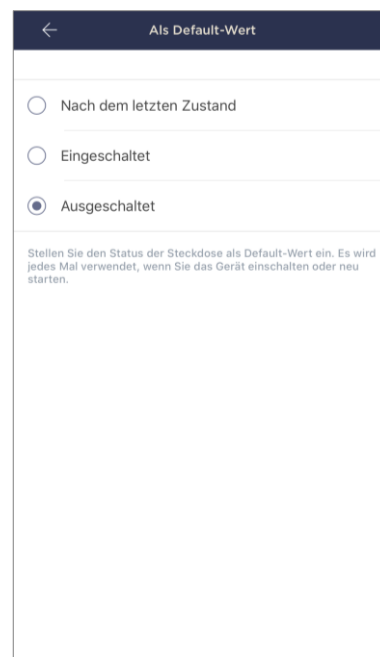 Als Default-Wert
Nach dem letzten Zustand
Eingeschaltet
Ausgeschaltet
Stellen Sie den Status der Steckdose als Default-Wert ein. Es wird
jedes Mal verwendet, wenn Sie das Gerät einschalten oder neu
starten.